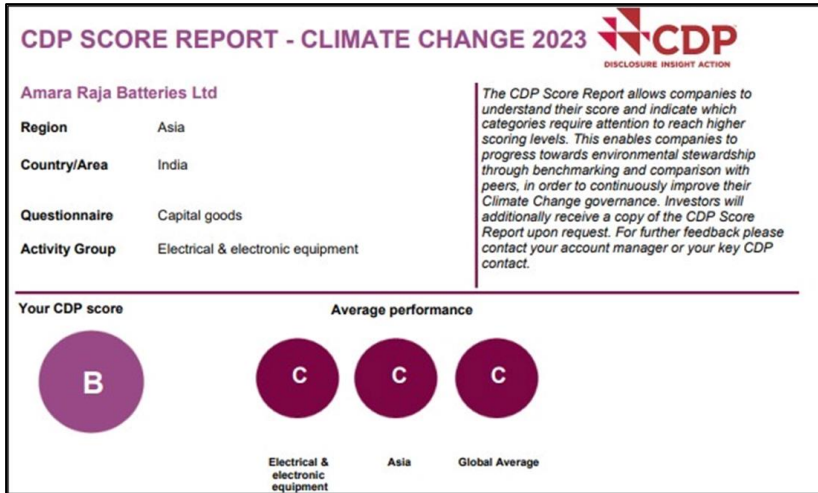 CDP SCORE REPORT - CLIMATE CHANGE 2023
CDP
DISCLOSURE INSIGHT ACTION
Amara Raja Batteries Ltd
Region Asia
Country/Area India
Questionnaire Capital goods
Activity Group Electrical & electronic equipment
The CDP Score Report allows companies to
understand their score and indicate which
categories require attention to reach higher
scoring levels. This enables companies to
progress towards environmental stewardship
through benchmarking and comparison with
peers, in order to continuously improve their
Climate Change governance. Investors will
additionally receive a copy of the CDP Score
Report upon request. For further feedback please
contact your account manager or your key CDP
contact.
Your CDP score
Average performance
B
C
C
C
Electrical &
electronic
equipment
Asia
Global Average